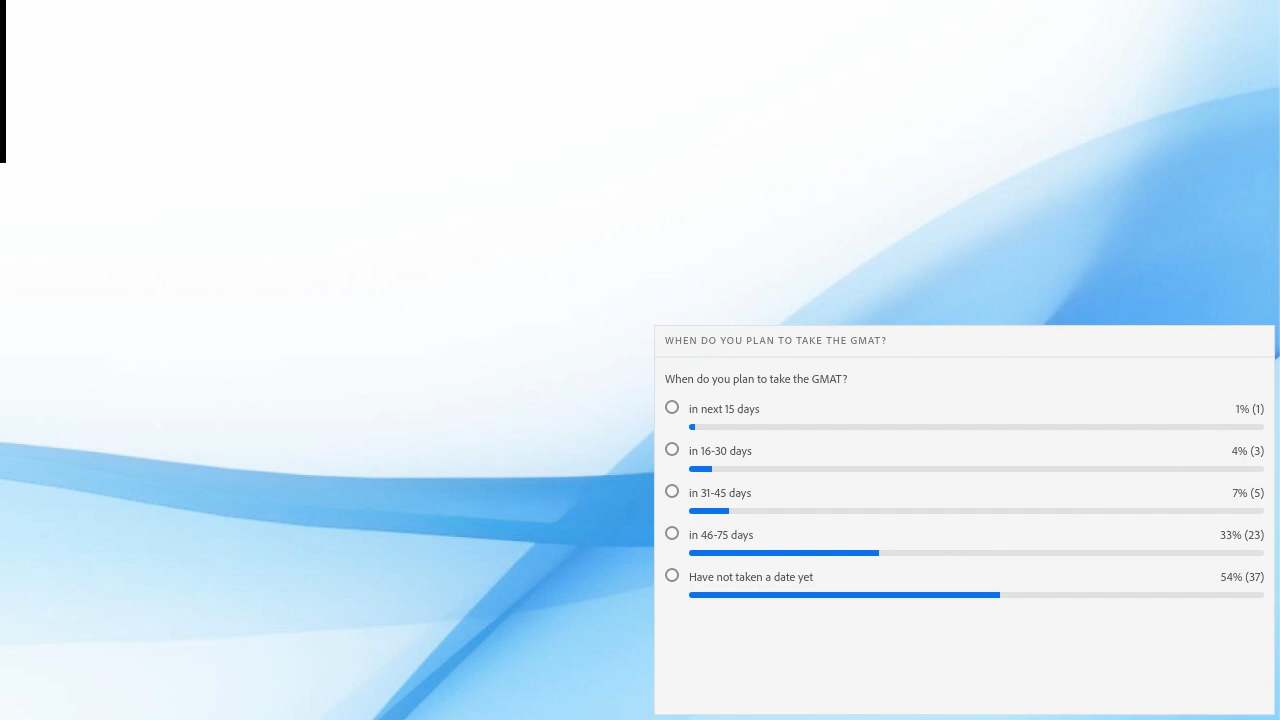 WHEN DO YOU PLAN TO TAKE THE GMAT?
When do you plan to take the GMAT?
in next 15 days 1% (1)
in 16-30 days 4% (3)
in 31-45 days 7% (5)
in 46-75 days 33% (23)
Have not taken a date yet 54% (37)